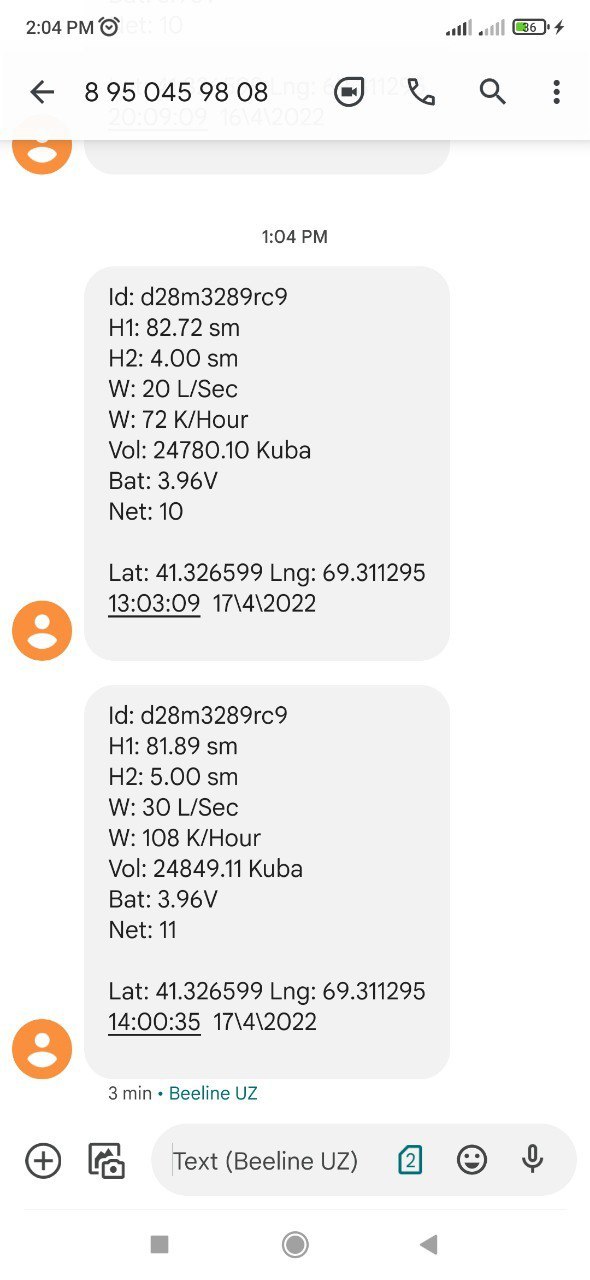 2:04 PM
36
8 95 045 98 08
20:09:09 16\4\2022
1:04 PM
Id: d28m3289rc9
H1: 82.72 sm
H2: 4.00 sm
W: 20 L/Sec
W: 72 K/Hour
Vol: 24780.10 Kuba
Bat: 3.96V
Net: 10
Lat: 41.326599 Lng: 69.311295
13:03:09 17\4\2022
Id: d28m3289rc9
H1: 81.89 sm
H2: 5.00 sm
W: 30 L/Sec
W: 108 K/Hour
Vol: 24849.11 Kuba
Bat: 3.96V
Net: 11
Lat: 41.326599 Lng: 69.311295
14:00:35 17\4\2022
3 min • Beeline UZ
Text (Beeline UZ)
2